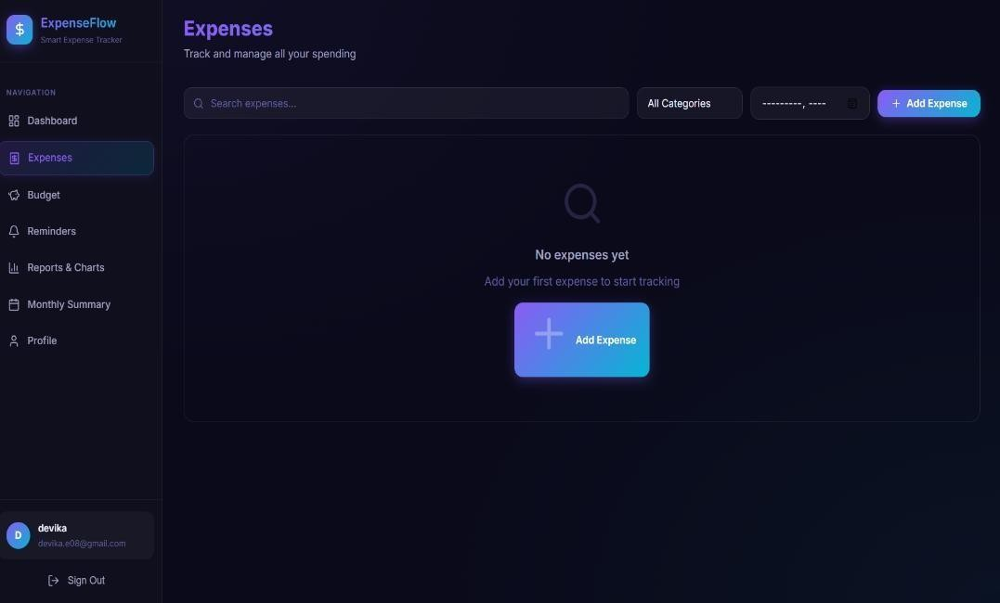 $ ExpenseFlow
Smart Expense Tracker
NAVIGATION
Dashboard
Expenses
Budget
Reminders
Reports & Charts
Monthly Summary
Profile
D
devika
devika.e08@gmail.com
Sign Out
Expenses
Track and manage all your spending
Search expenses...
All Categories
---------, ----
+ Add Expense
No expenses yet
Add your first expense to start tracking
+ Add Expense